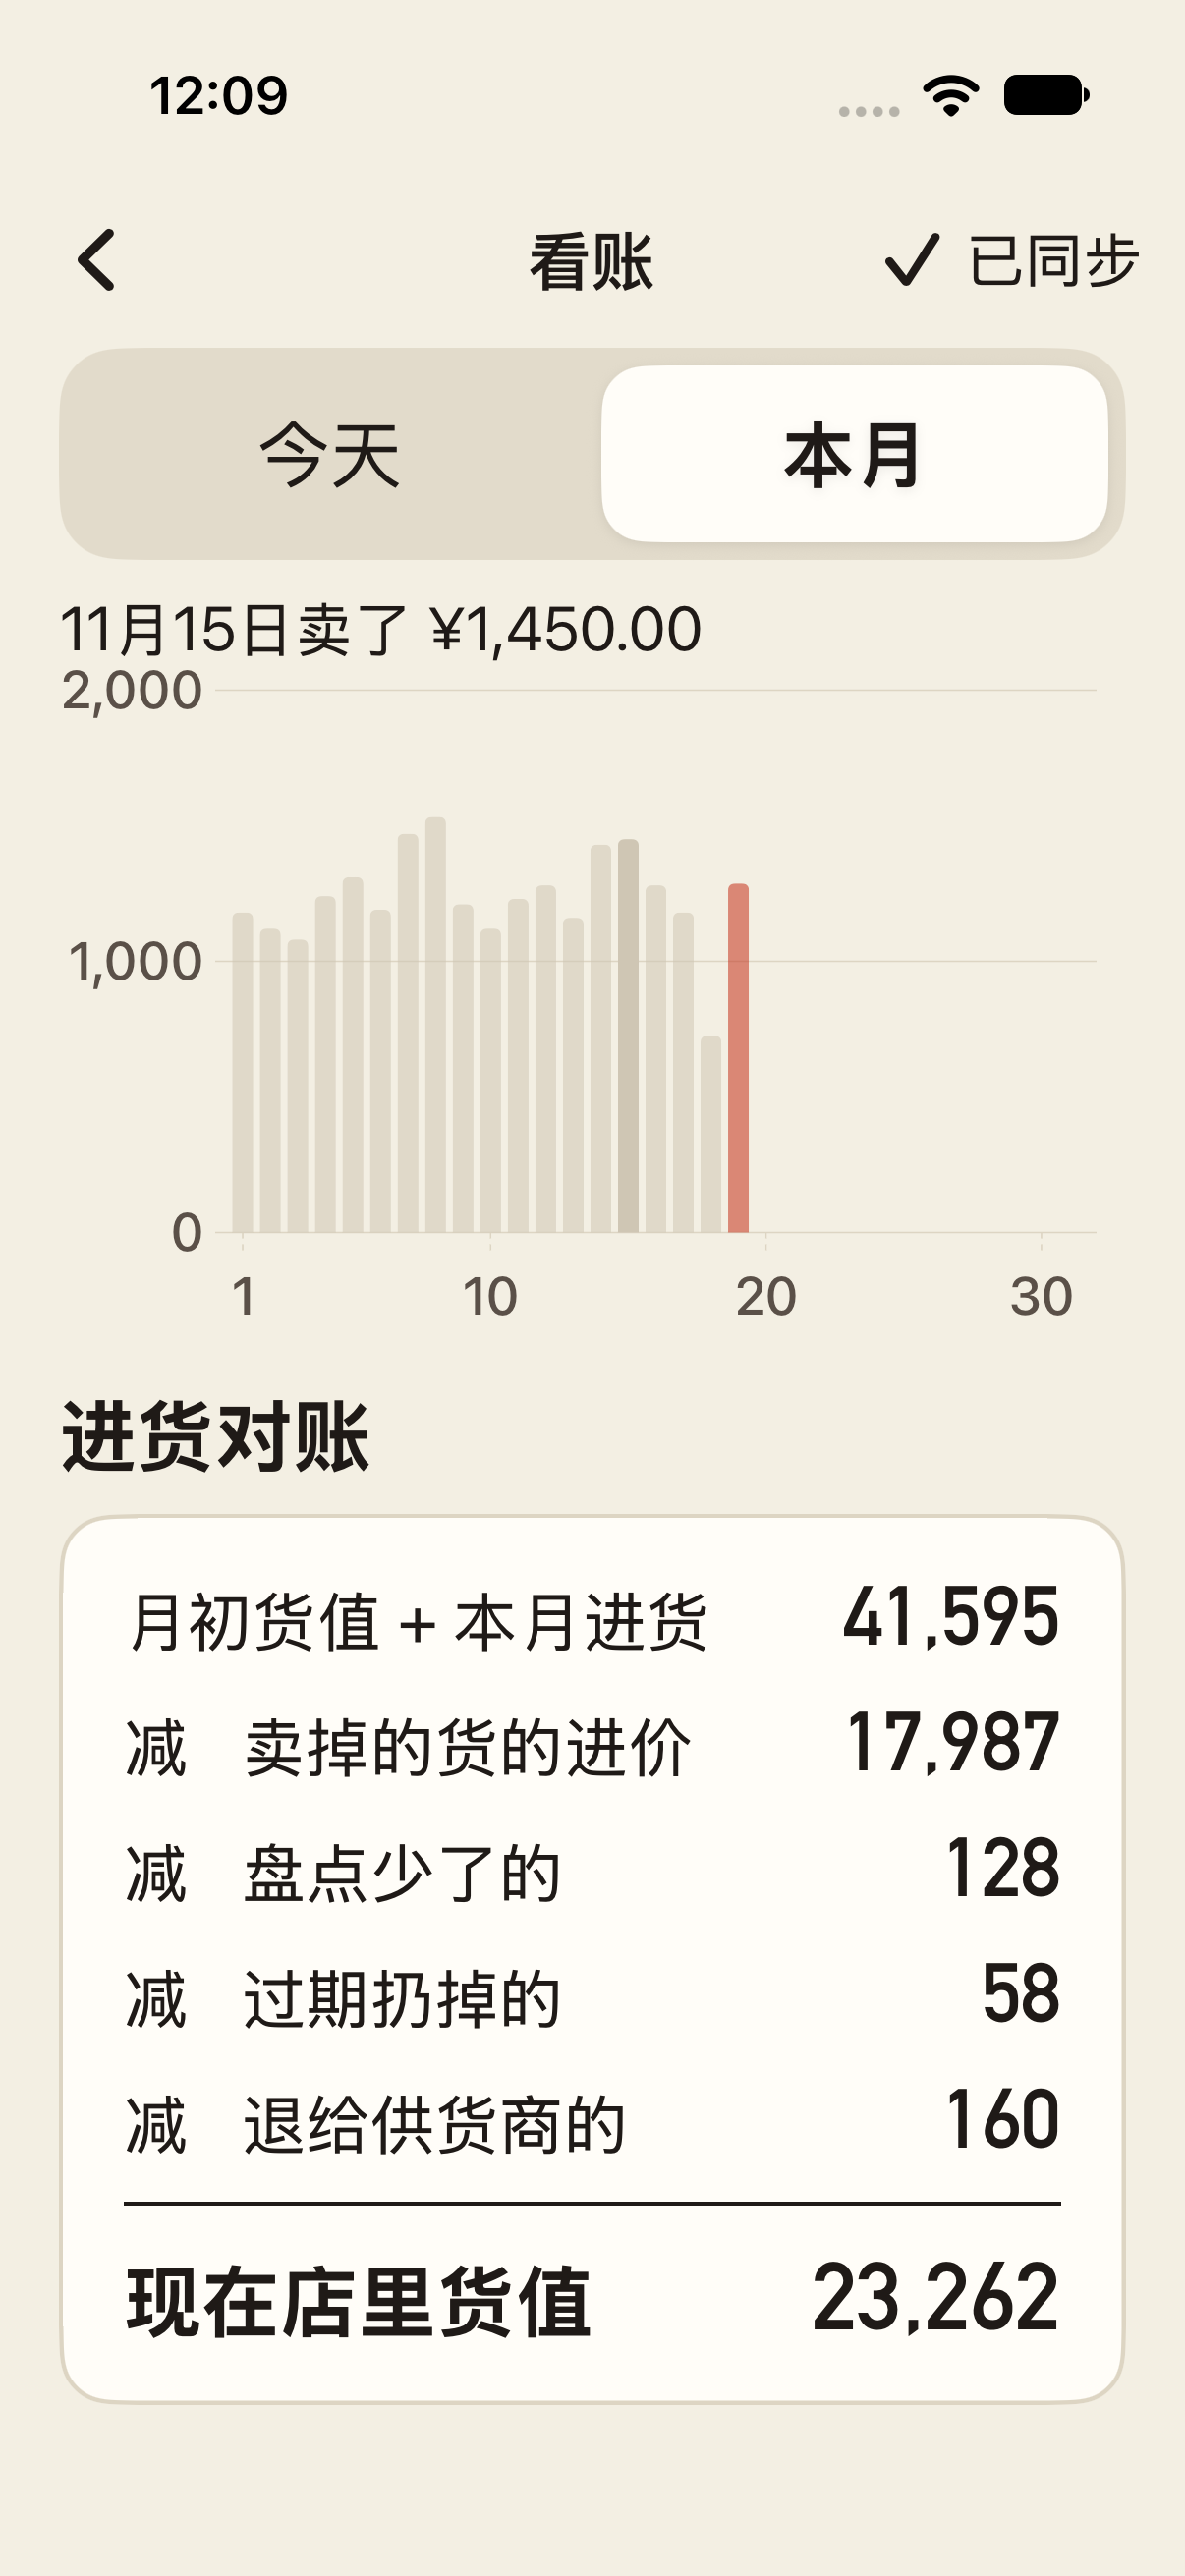 12:09
看账
已同步
今天
本月
11月15日卖了 ¥1,450.00
2,000
1,000
0
1 10 20 30
进货对账
月初货值 + 本月进货 41,595
减 卖掉的货的进价 17,987
减 盘点少了的 128
减 过期扔掉的 58
减 退给供货商的 160
现在店里货值 23,262